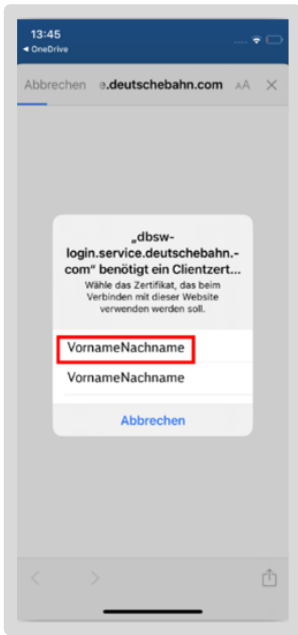 13:45
◀ OneDrive
Abbrechen e.deutschebahn.com AA ×
„dbsw-
login.service.deutschebahn.-
com“ benötigt ein Clientzert...
Wähle das Zertifikat, das beim
Verbinden mit dieser Website
verwenden werden soll.
VornameNachname
VornameNachname
Abbrechen